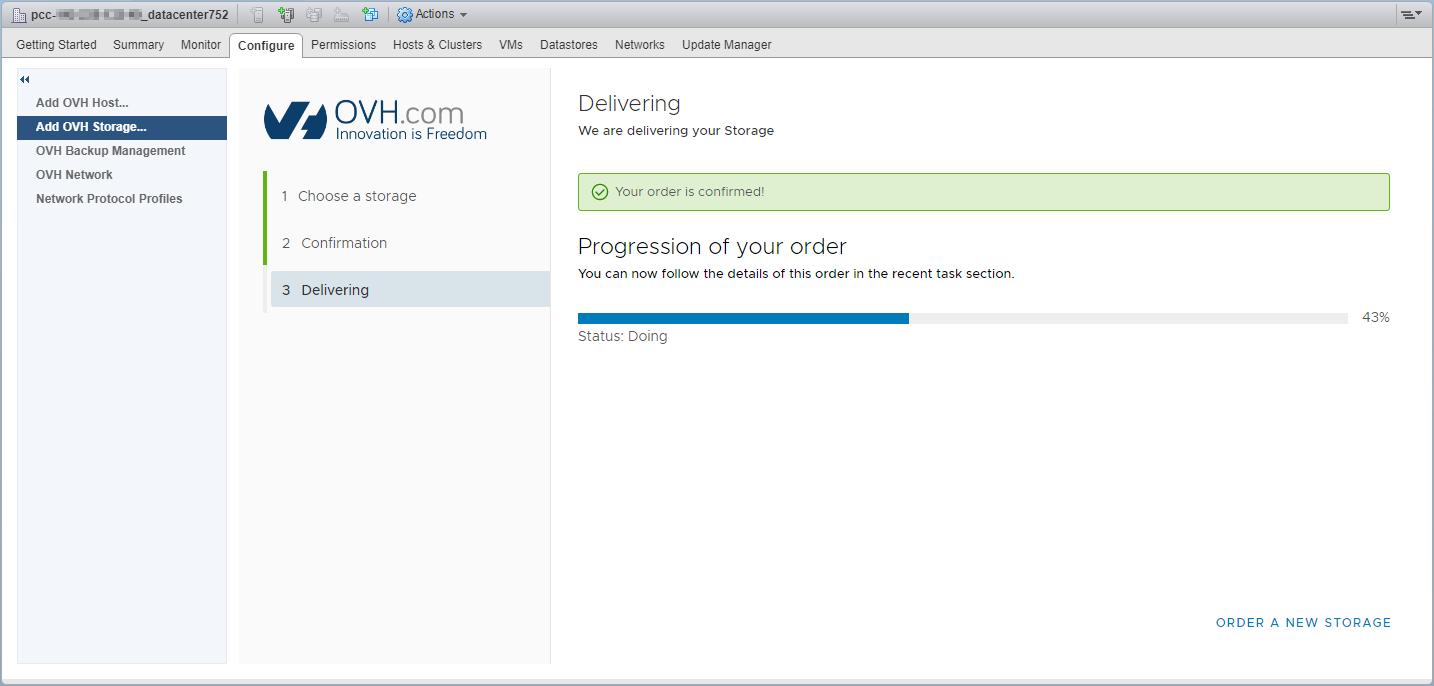 pcc- _datacenter752 Actions
Getting Started Summary Monitor Configure Permissions Hosts & Clusters VMs Datastores Networks Update Manager
Add OVH Host...
Add OVH Storage...
OVH Backup Management
OVH Network
Network Protocol Profiles
OVH.com
Innovation is Freedom
1 Choose a storage
2 Confirmation
3 Delivering
Delivering
We are delivering your Storage
Your order is confirmed!
Progression of your order
You can now follow the details of this order in the recent task section.
43%
Status: Doing
ORDER A NEW STORAGE